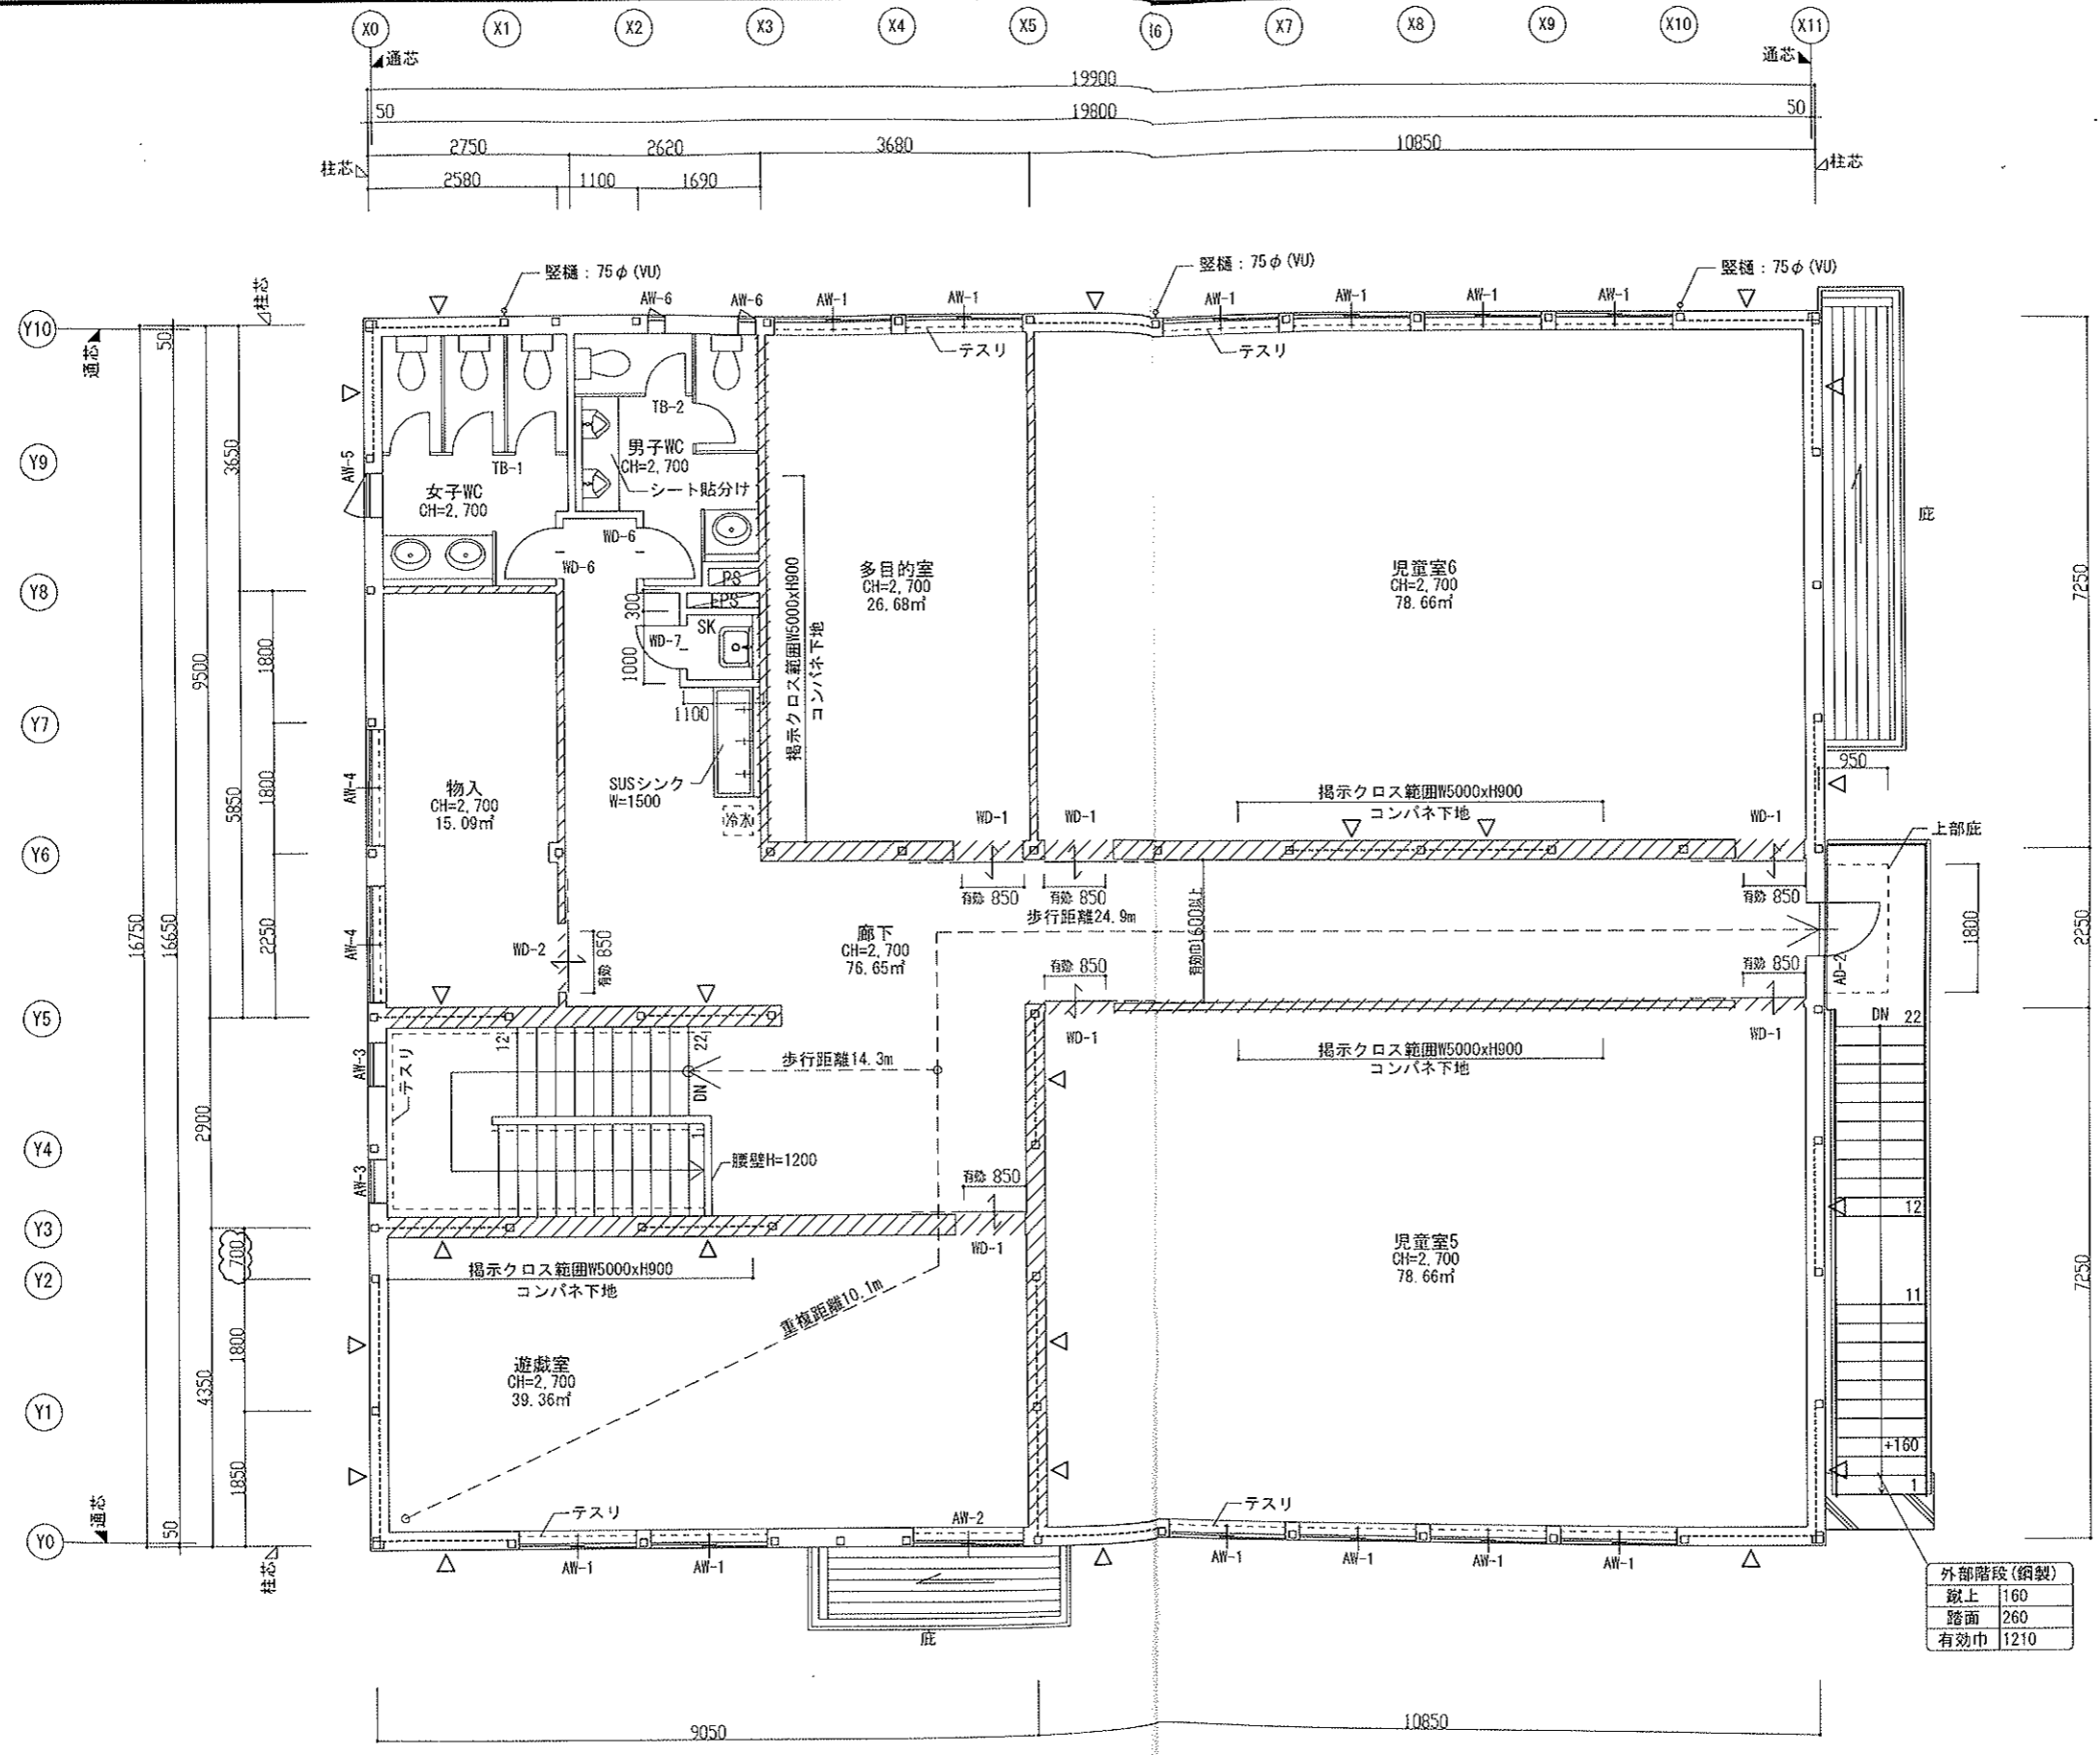 X0 X1 X2 X3 X4 X5 X7 X8 X9 X10 X11
通芯 通芯
19900
50 19800 50
2750 2620 3680 10850
柱芯 柱芯
2580 1100 1690
竪樋：75φ(VU) 竪樋：75φ(VU) 竪樋：75φ(VU)
柱芯
AW-6 AW-6 AW-1 AW-1 AW-1 AW-1 AW-1 AW-1
Y10
通芯
50
テスリ テスリ
TB-2
男子WC
CH=2,700
シート貼分け
TB-1
女子WC
CH=2,700
AW-5
Y9
3650
WD-6
WD-6
PS
EPS
SK
WD-7
300
1000
1100
Y8
多目的室
CH=2,700
26.68㎡
児童室6
CH=2,700
78.66㎡
庇
7250
掲示クロス範囲W5000xH900
コンパネ下地
9500
1800
5850
1800
Y7
物入
CH=2,700
15.09㎡
AW-4
SUSシンク
W=1500
冷水
950
掲示クロス範囲W5000xH900
コンパネ下地
WD-1 WD-1 WD-1
上部庇
Y6
有効 850 有効 850 有効 850
歩行距離24.9m
有効巾1600以上
16750
16650
2250
AW-4
WD-2
有効 850
廊下
CH=2,700
76.65㎡
有効 850 有効 850
AD-2
1800
2250
Y5
WD-1 WD-1
DN 22
12 22
歩行距離14.3m
掲示クロス範囲W5000xH900
コンパネ下地
AW-3
テスリ
DN
2900
Y4
1
腰壁H=1200
AW-3
有効 850
12
Y3
WD-1
700
掲示クロス範囲W5000xH900
コンパネ下地
児童室5
CH=2,700
78.66㎡
Y2
7250
11
重複距離10.1m
1800
遊戯室
CH=2,700
39.36㎡
4350
Y1
+160
1850
1
通芯
50
テスリ テスリ
AW-2
Y0
柱芯
AW-1 AW-1 AW-1 AW-1 AW-1 AW-1
庇
外部階段(鋼製)
蹴上 160
踏面 260
有効巾 1210
9050 10850